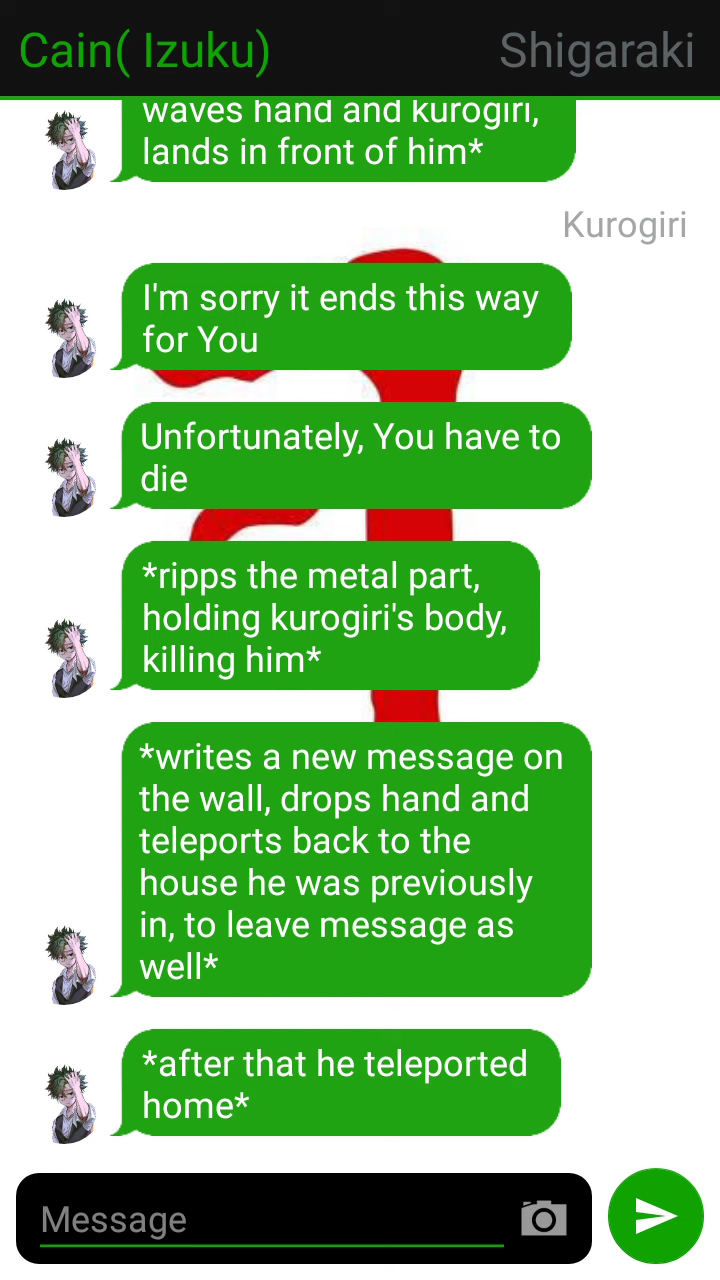 Cain( Izuku)
Shigaraki
waves hand and kurogiri,
lands in front of him*
Kurogiri
I'm sorry it ends this way
for You
Unfortunately, You have to
die
*ripps the metal part,
holding kurogiri's body,
killing him*
*writes a new message on
the wall, drops hand and
teleports back to the
house he was previously
in, to leave message as
well*
*after that he teleported
home*
Message